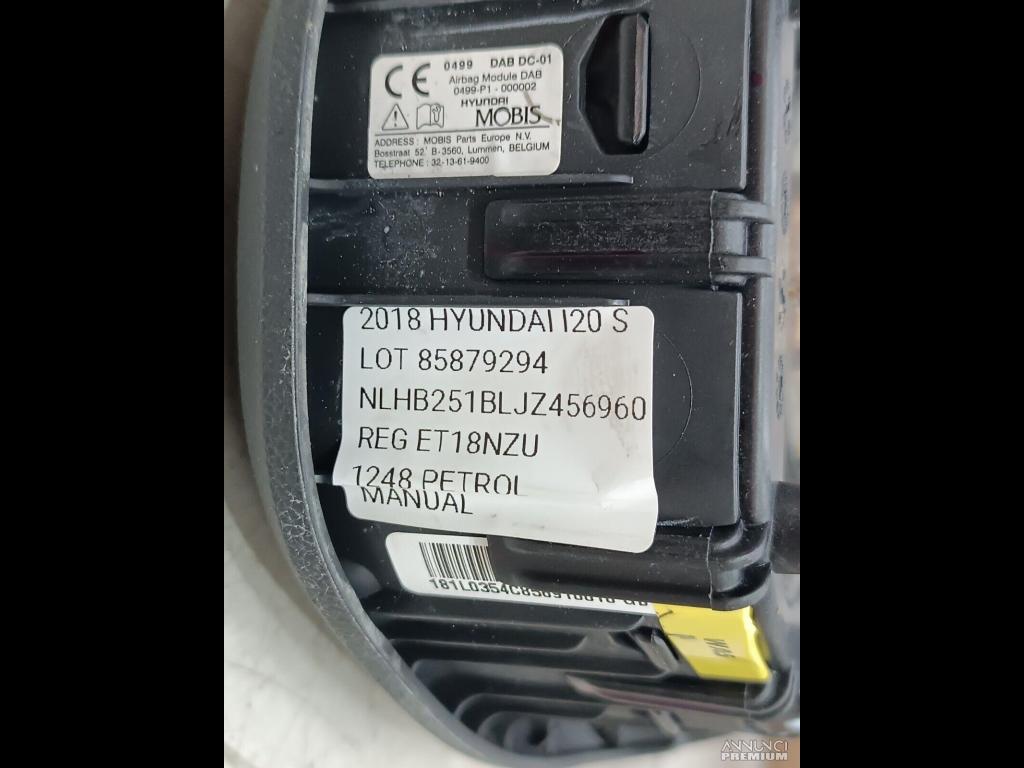 CE 0499 DAB DC-01
Airbag Module DAB
0499-P1 - 000002
HYUNDAI
MOBIS
ADDRESS : MOBIS Parts Europe N.V.
Bosstraat 52, B-3560, Lummen, BELGIUM
TELEPHONE : 32-13-61-9400
2018 HYUNDAI I20 S
LOT 85879294
NLHB251BLJZ456960
REG ET18NZU
1248 PETROL
MANUAL
ANNUNCI
PREMIUM